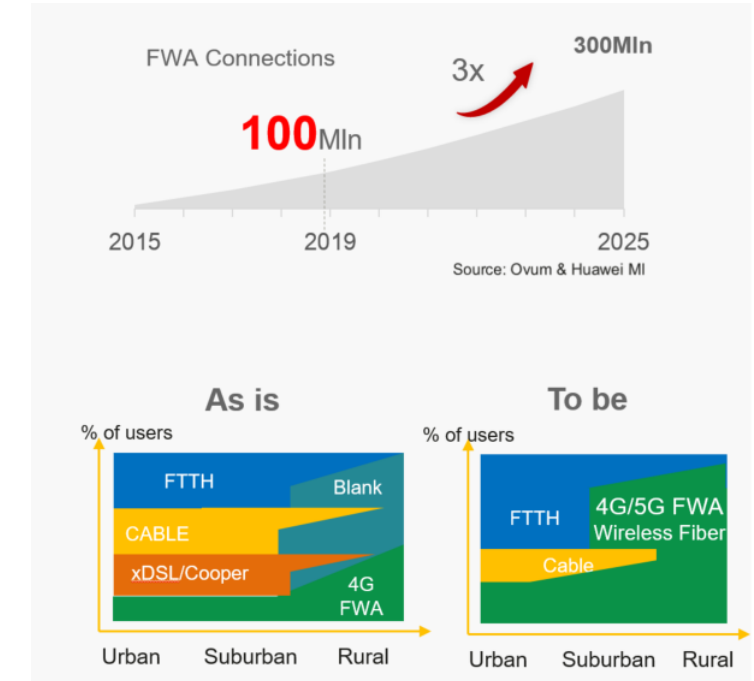 FWA Connections
3x
300Mln
100Mln
2015
2019
2025
Source: Ovum & Huawei MI
As is
To be
% of users
% of users
FTTH
Blank
CABLE
xDSL/Cooper
4G
FWA
FTTH
4G/5G FWA
Wireless Fiber
Cable
Urban
Suburban
Rural
Urban
Suburban
Rural